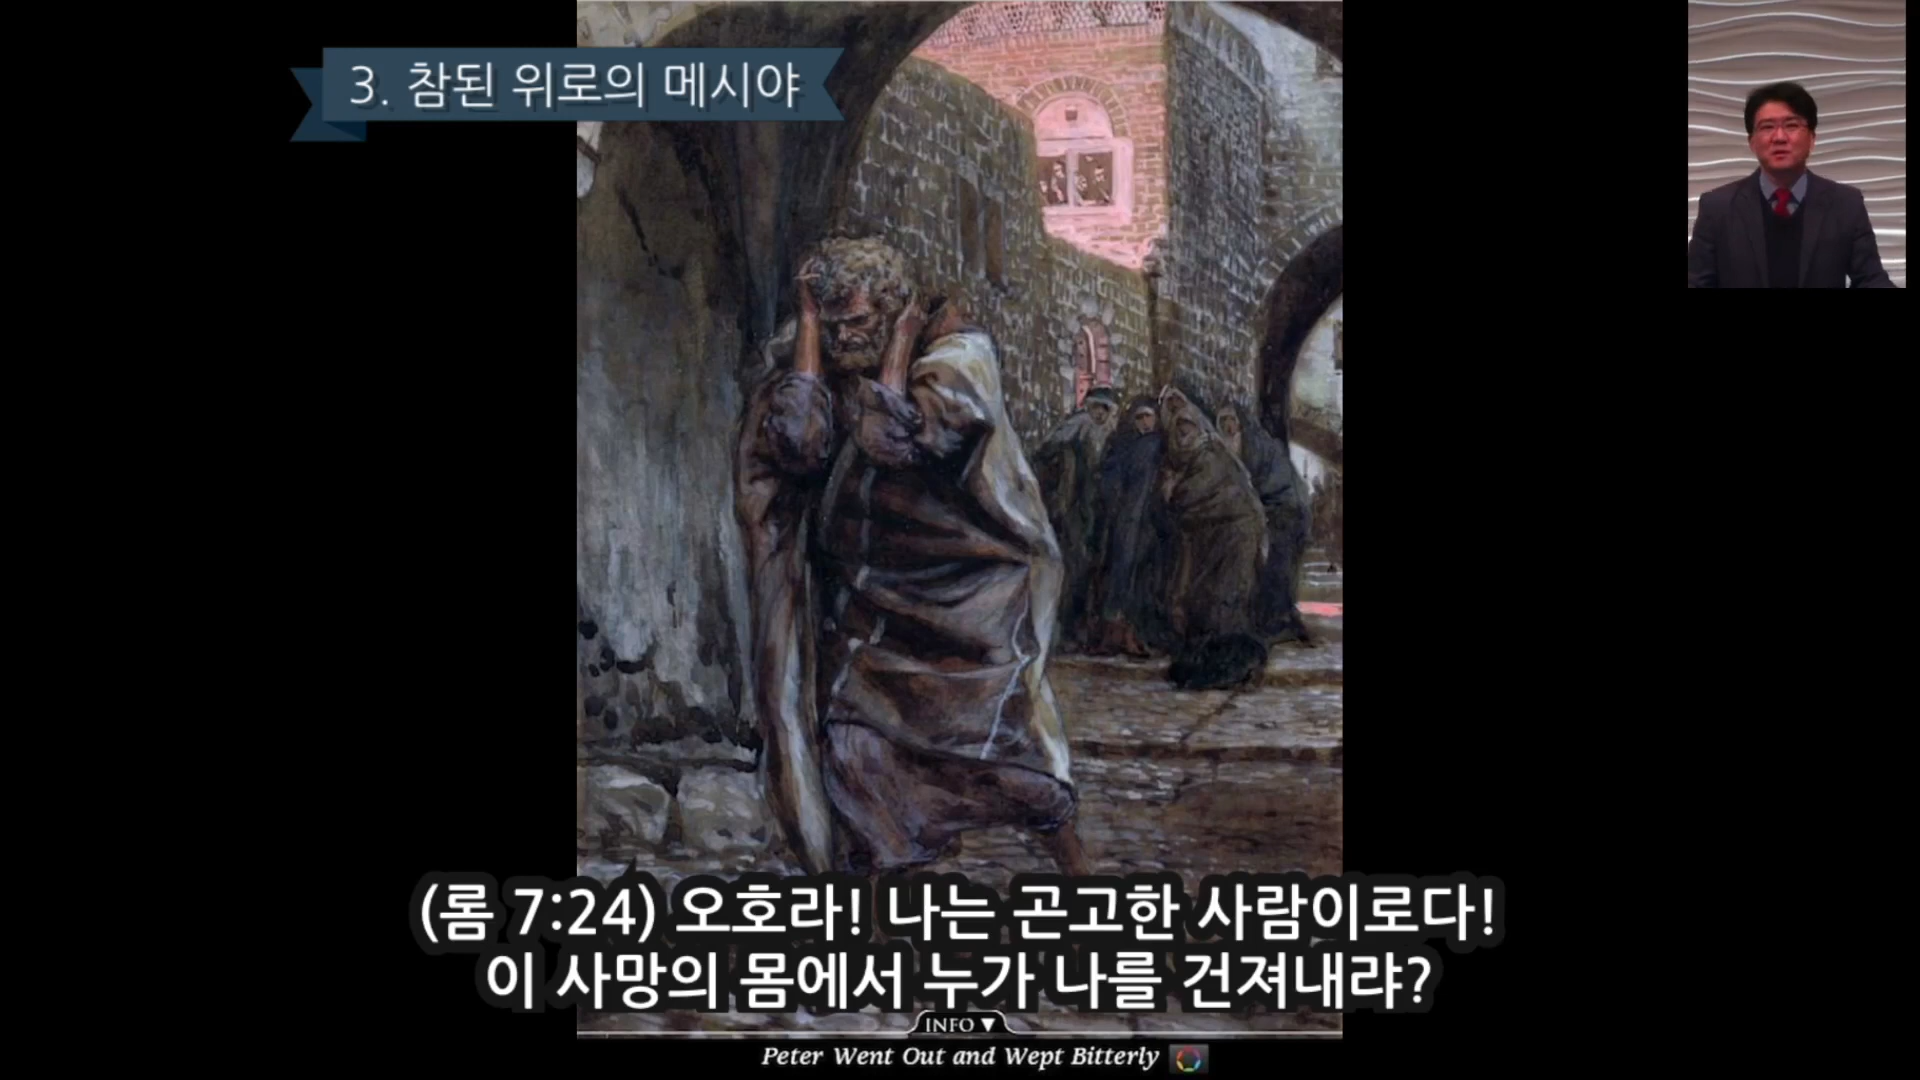 3. 참된 위로의 메시야
(롬 7:24) 오호라! 나는 곤고한 사람이로다!
이 사망의 몸에서 누가 나를 건져내랴?
INFO ▼
Peter Went Out and Wept Bitterly